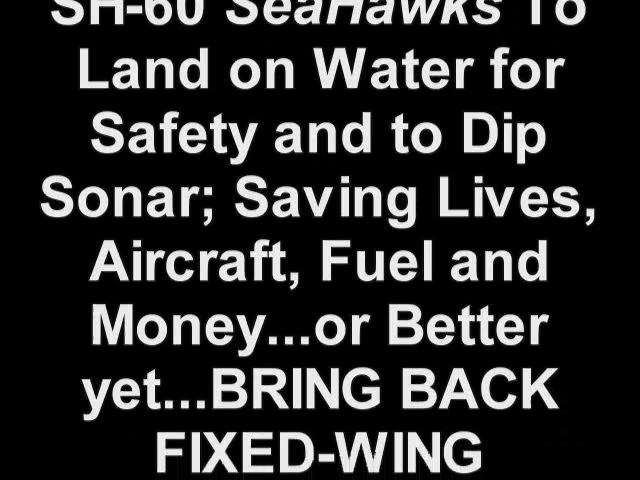 SH-60 SeaHawks To
Land on Water for
Safety and to Dip
Sonar; Saving Lives,
Aircraft, Fuel and
Money...or Better
yet...BRING BACK
FIXED-WING